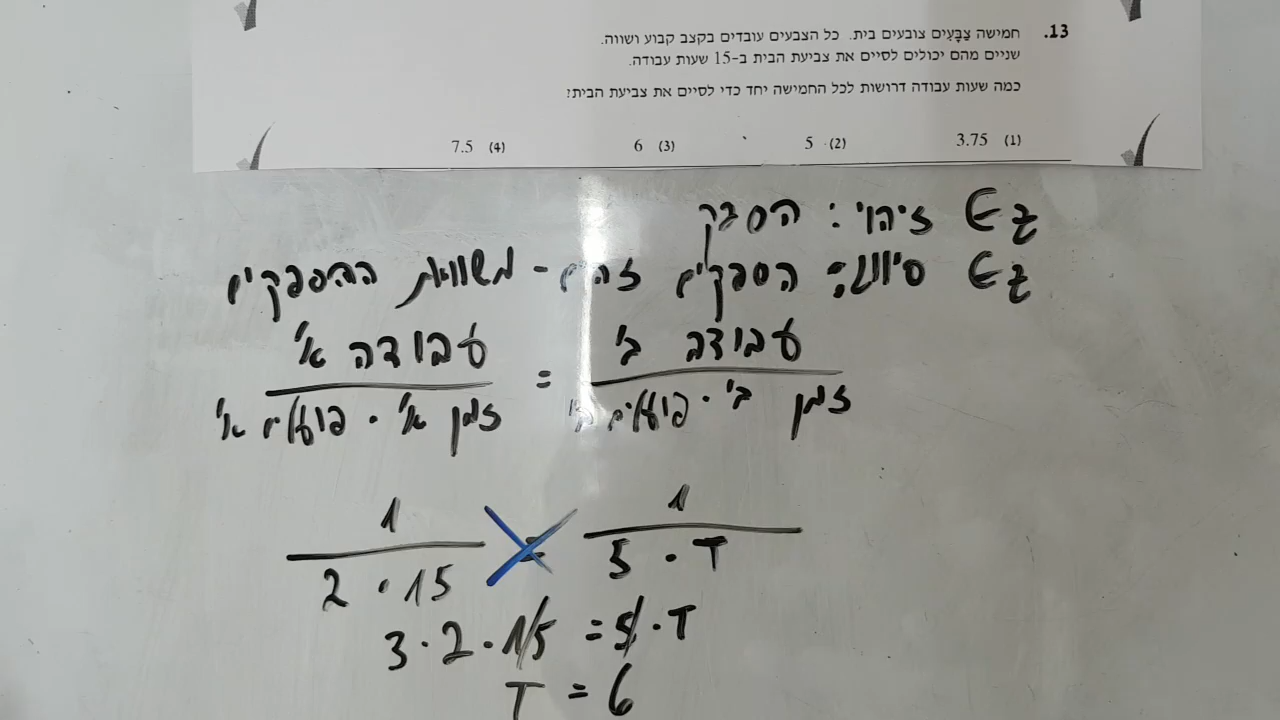 13. חמישה צַבָּעִים צובעים בית. כל הצבעים עובדים בקצב קבוע ושווה.
שניים מהם יכולים לסיים את צביעת הבית ב-15 שעות עבודה.
כמה שעות עבודה דרושות לכל החמישה יחד כדי לסיים את צביעת הבית?
(1) 3.75 (2) 5 (3) 6 (4) 7.5
זיהוי: הספק
סיווג: הספקים זהים - משוואת ההספקים
עבודה א' = עבודה ב'
זמן א' · פועלים א' זמן ב' · פועלים ב'
1 = 1
2 · 15 5 · T
3 · 2 · 15 = 5 · T
T = 6